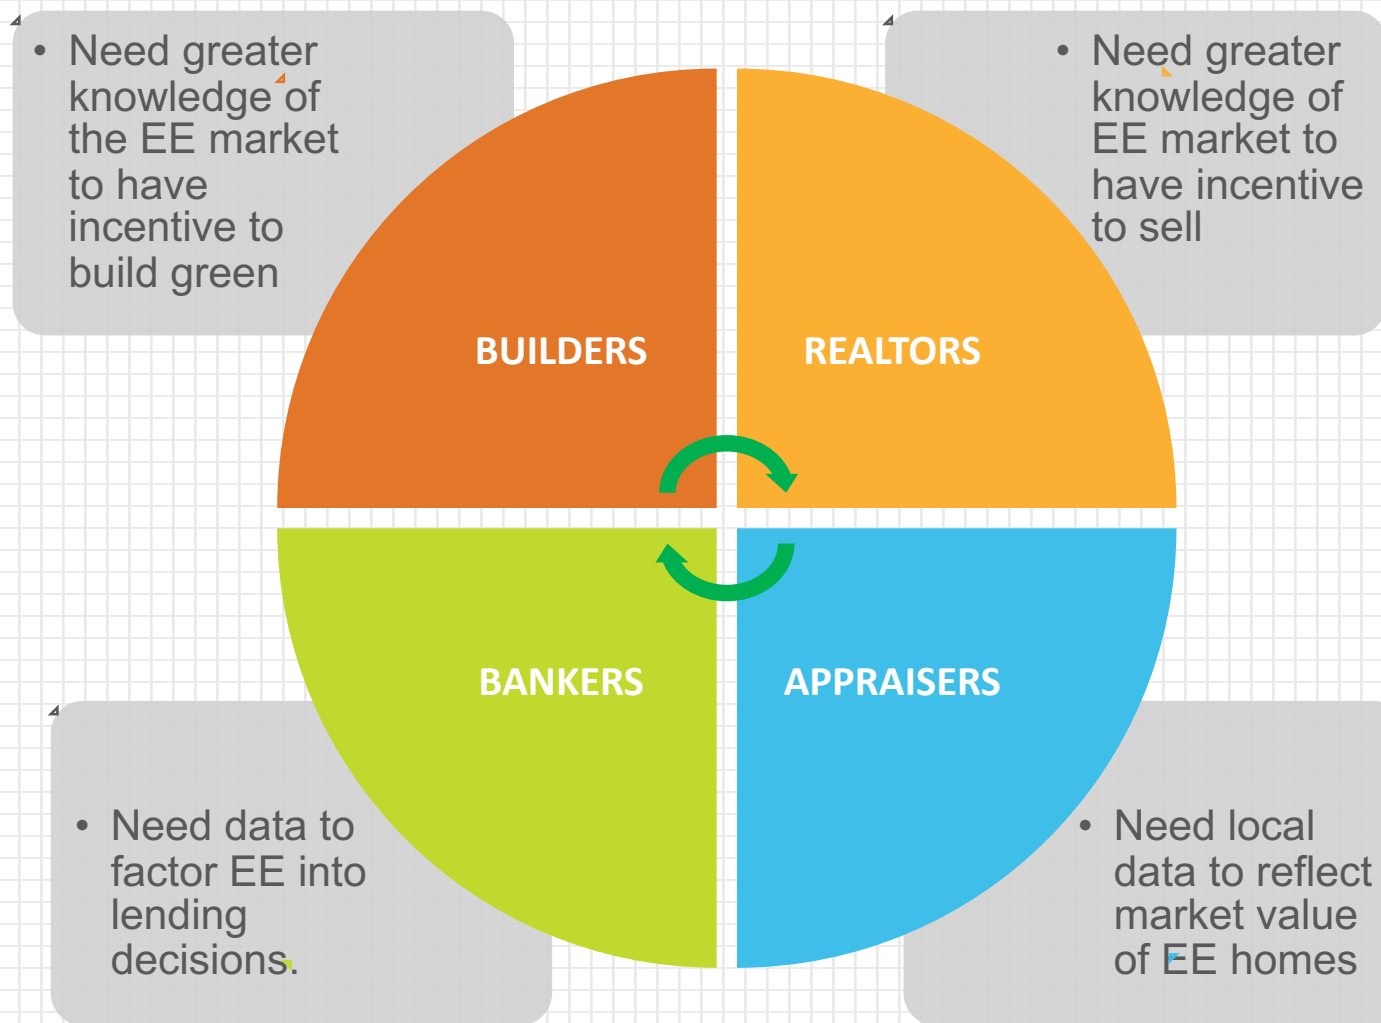 • Need greater
knowledge of
the EE market
to have
incentive to
build green
• Need greater
knowledge of
EE market to
have incentive
to sell
BUILDERS
REALTORS
BANKERS
APPRAISERS
• Need data to
factor EE into
lending
decisions.
• Need local
data to reflect
market value
of EE homes